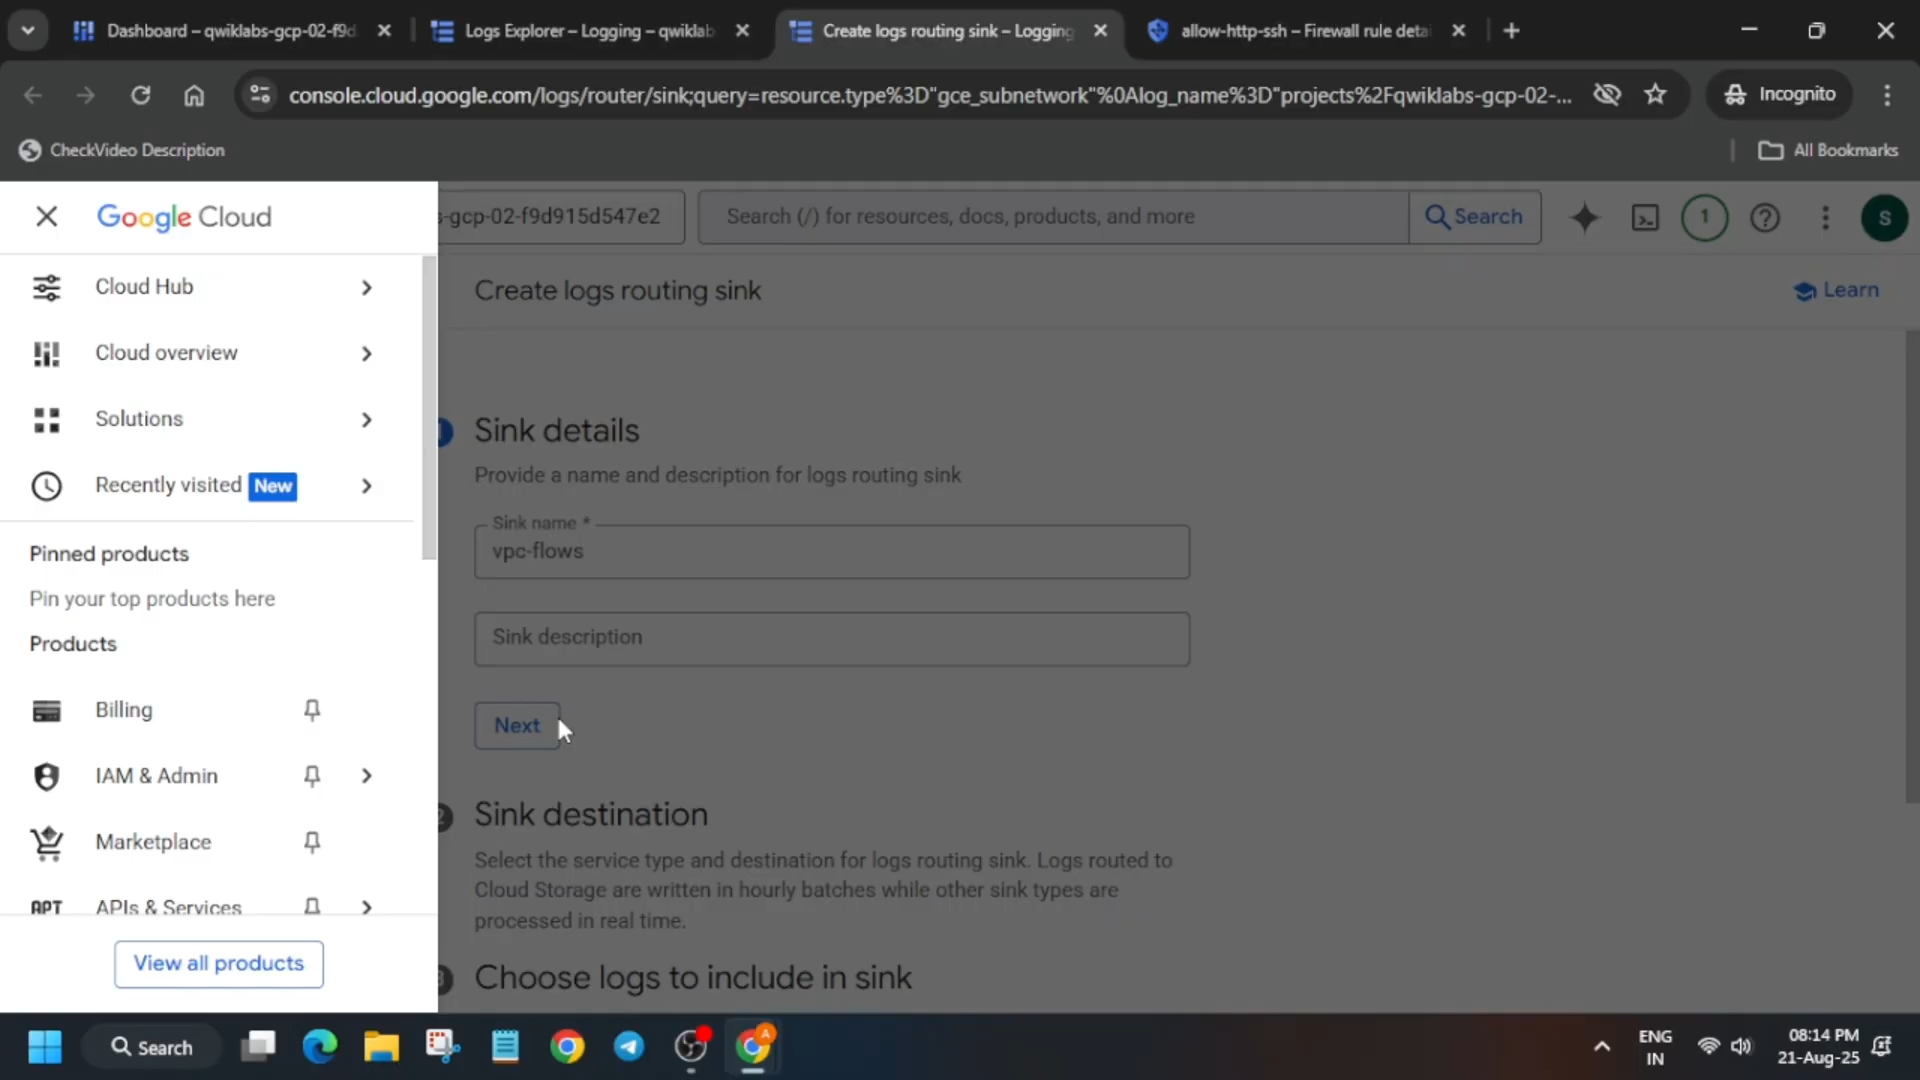 Dashboard – qwiklabs-gcp-02-f9d
Logs Explorer – Logging – qwiklab
Create logs routing sink – Logging
allow-http-ssh – Firewall rule detai
console.cloud.google.com/logs/router/sink;query=resource.type%3D"gce_subnetwork"%0Alog_name%3D"projects%2Fqwiklabs-gcp-02-...
Incognito
CheckVideo Description
All Bookmarks
Google Cloud
s-gcp-02-f9d915d547e2
Search (/) for resources, docs, products, and more
Search
1
S
Cloud Hub
Cloud overview
Solutions
Recently visited New
Pinned products
Pin your top products here
Products
Billing
IAM & Admin
Marketplace
API APIs & Services
View all products
Create logs routing sink
Learn
Sink details
Provide a name and description for logs routing sink
Sink name *
vpc-flows
Sink description
Next
2 Sink destination
Select the service type and destination for logs routing sink. Logs routed to
Cloud Storage are written in hourly batches while other sink types are
processed in real time.
3 Choose logs to include in sink
Search
A
ENG
IN
08:14 PM
21-Aug-25